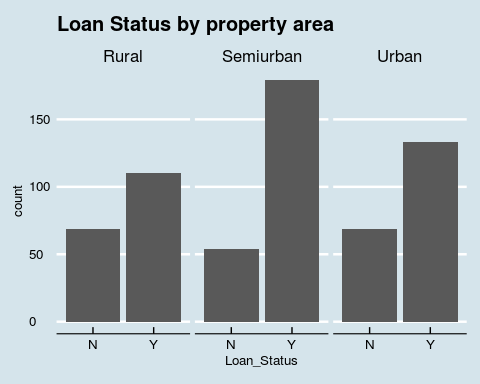 Loan Status by property area
Rural Semiurban Urban
150
100
50
0
count
N Y N Y N Y
Loan_Status